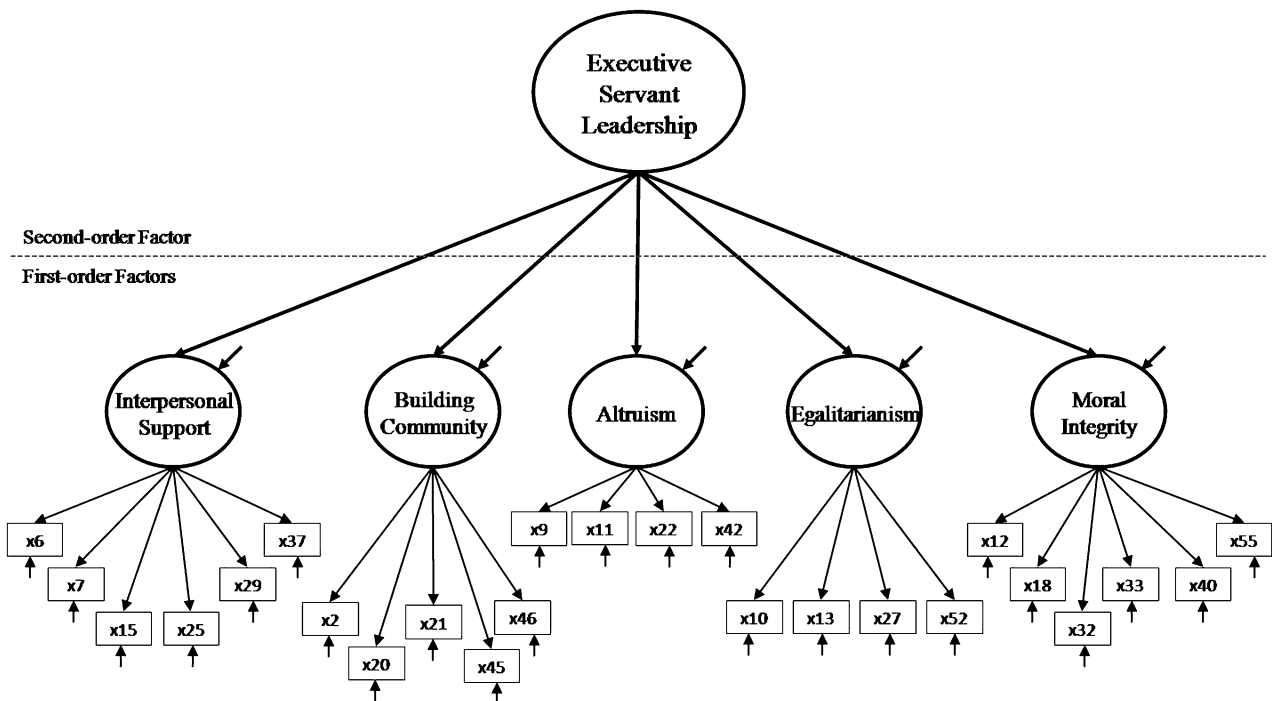 Executive
Servant
Leadership
Second-order Factor
First-order Factors
Interpersonal
Support
Building
Community
Altruism
Egalitarianism
Moral
Integrity
x6
x7
x15
x25
x29
x37
x2
x20
x21
x45
x46
x9
x11
x22
x42
x10
x13
x27
x52
x12
x18
x32
x33
x40
x55